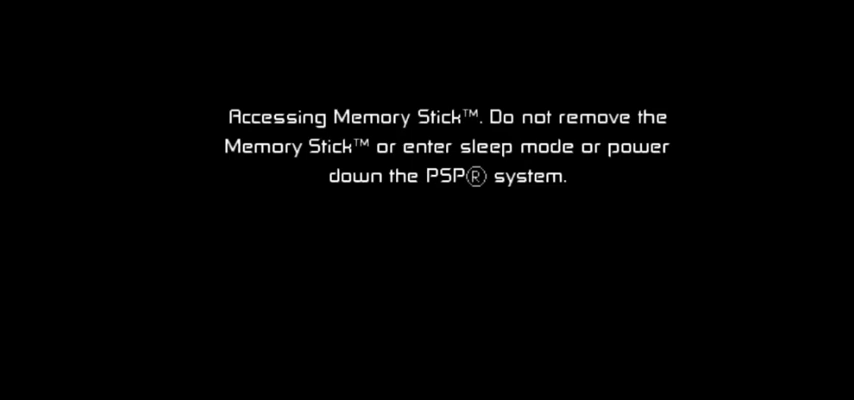 Accessing Memory Stick™. Do not remove the
Memory Stick™ or enter sleep mode or power
down the PSP® system.